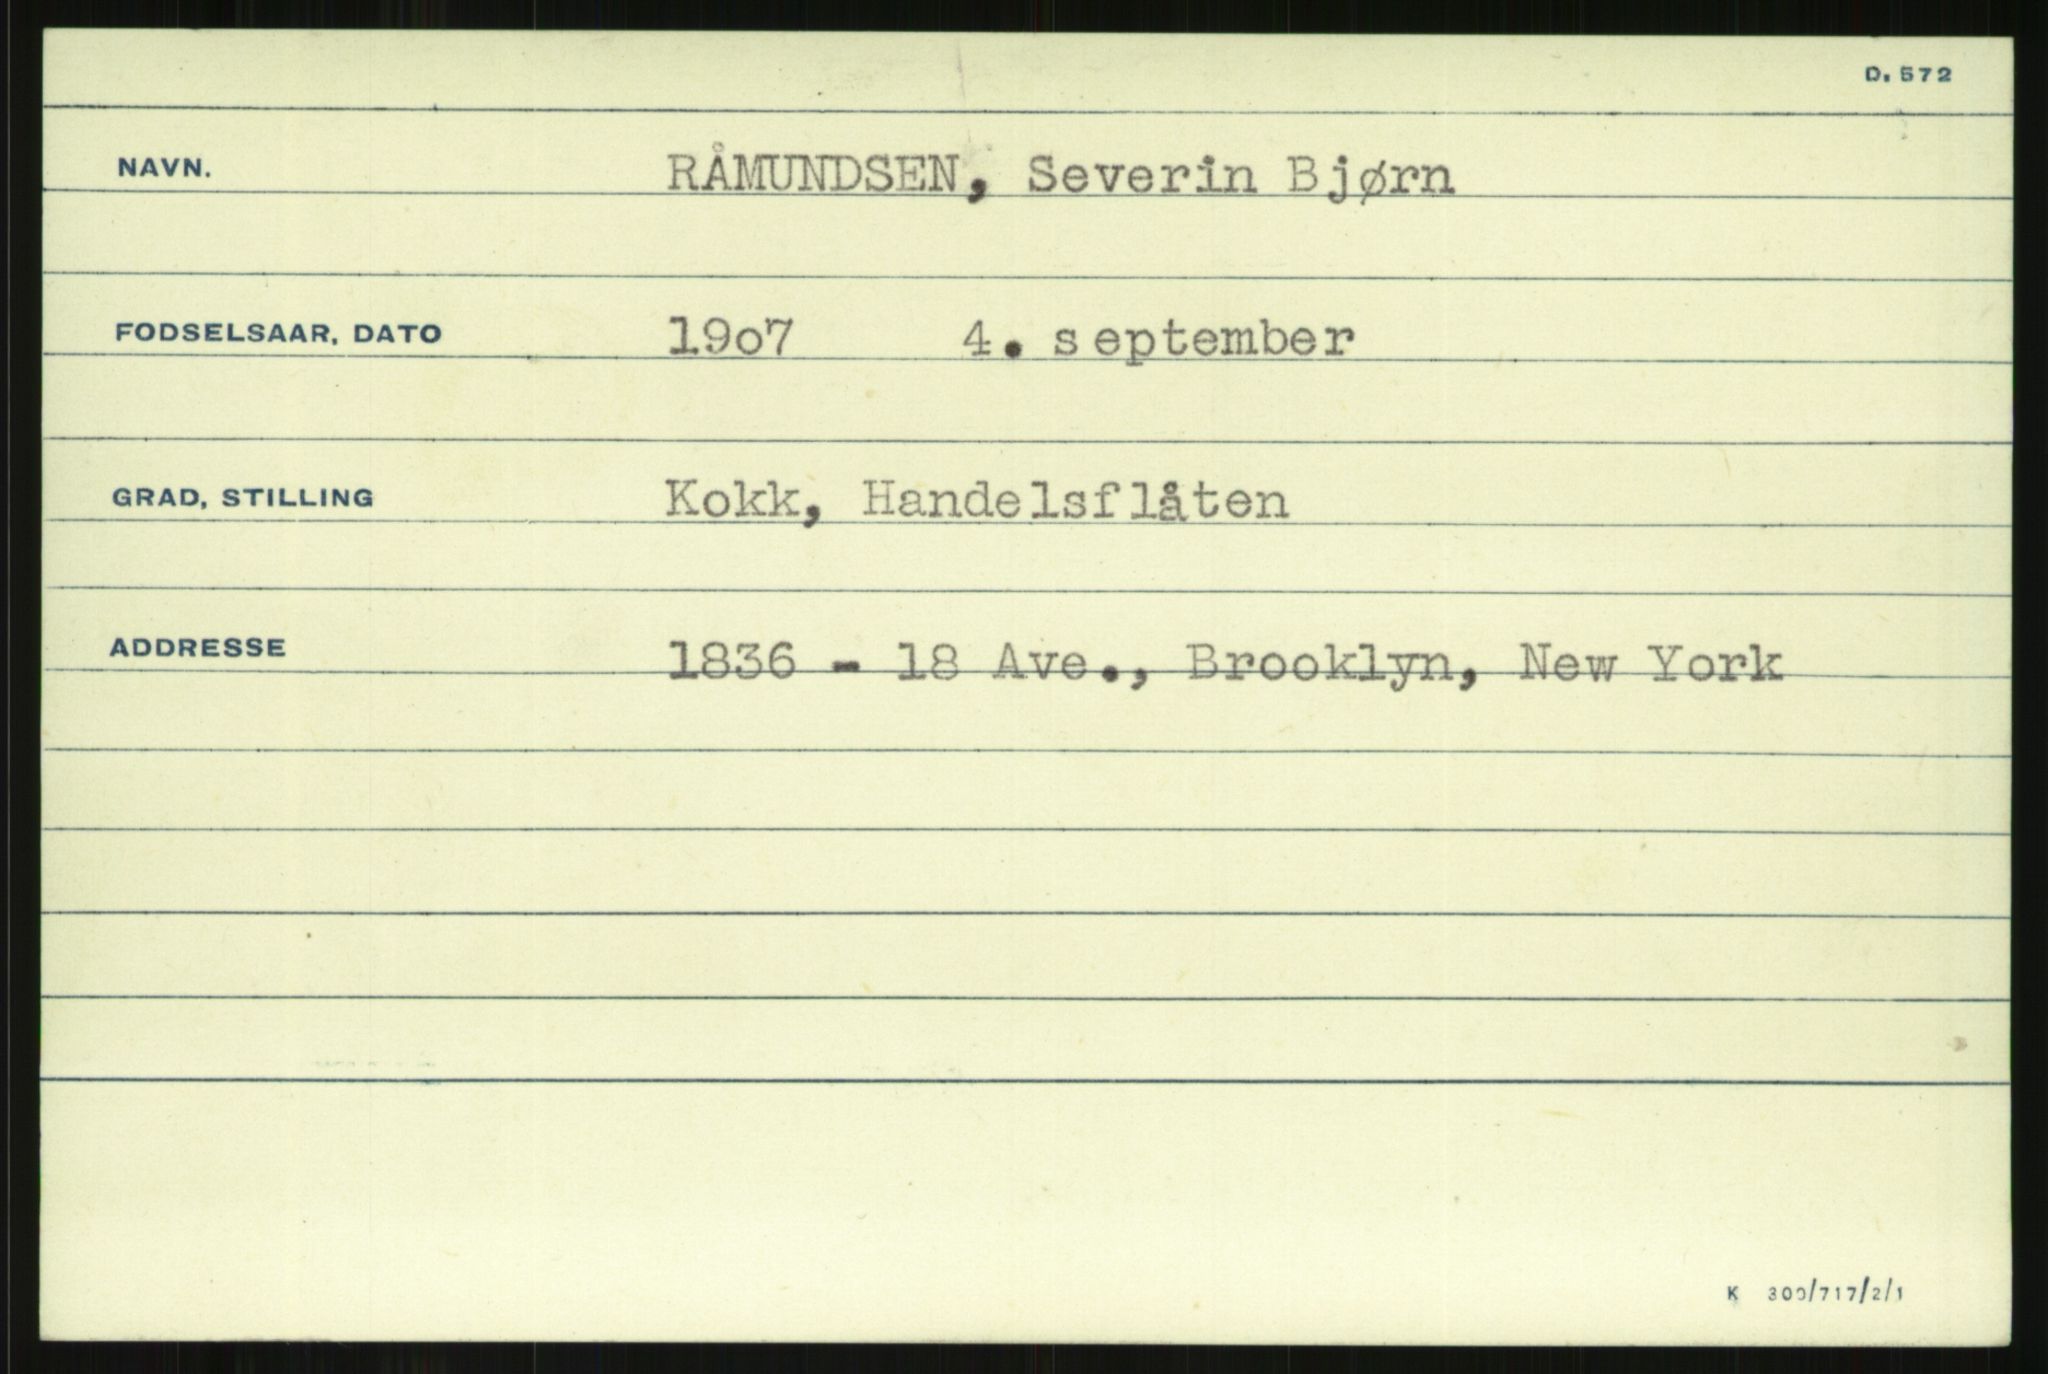 D. 572
NAVN. RÅMUNDSEN, Severin Bjørn
FODSELSAAR, DATO 19o7 4. september
GRAD, STILLING Kokk, Handelsflåten
ADDRESSE 1836 - 18 Ave., Brooklyn, New York
K 300/717/2/1